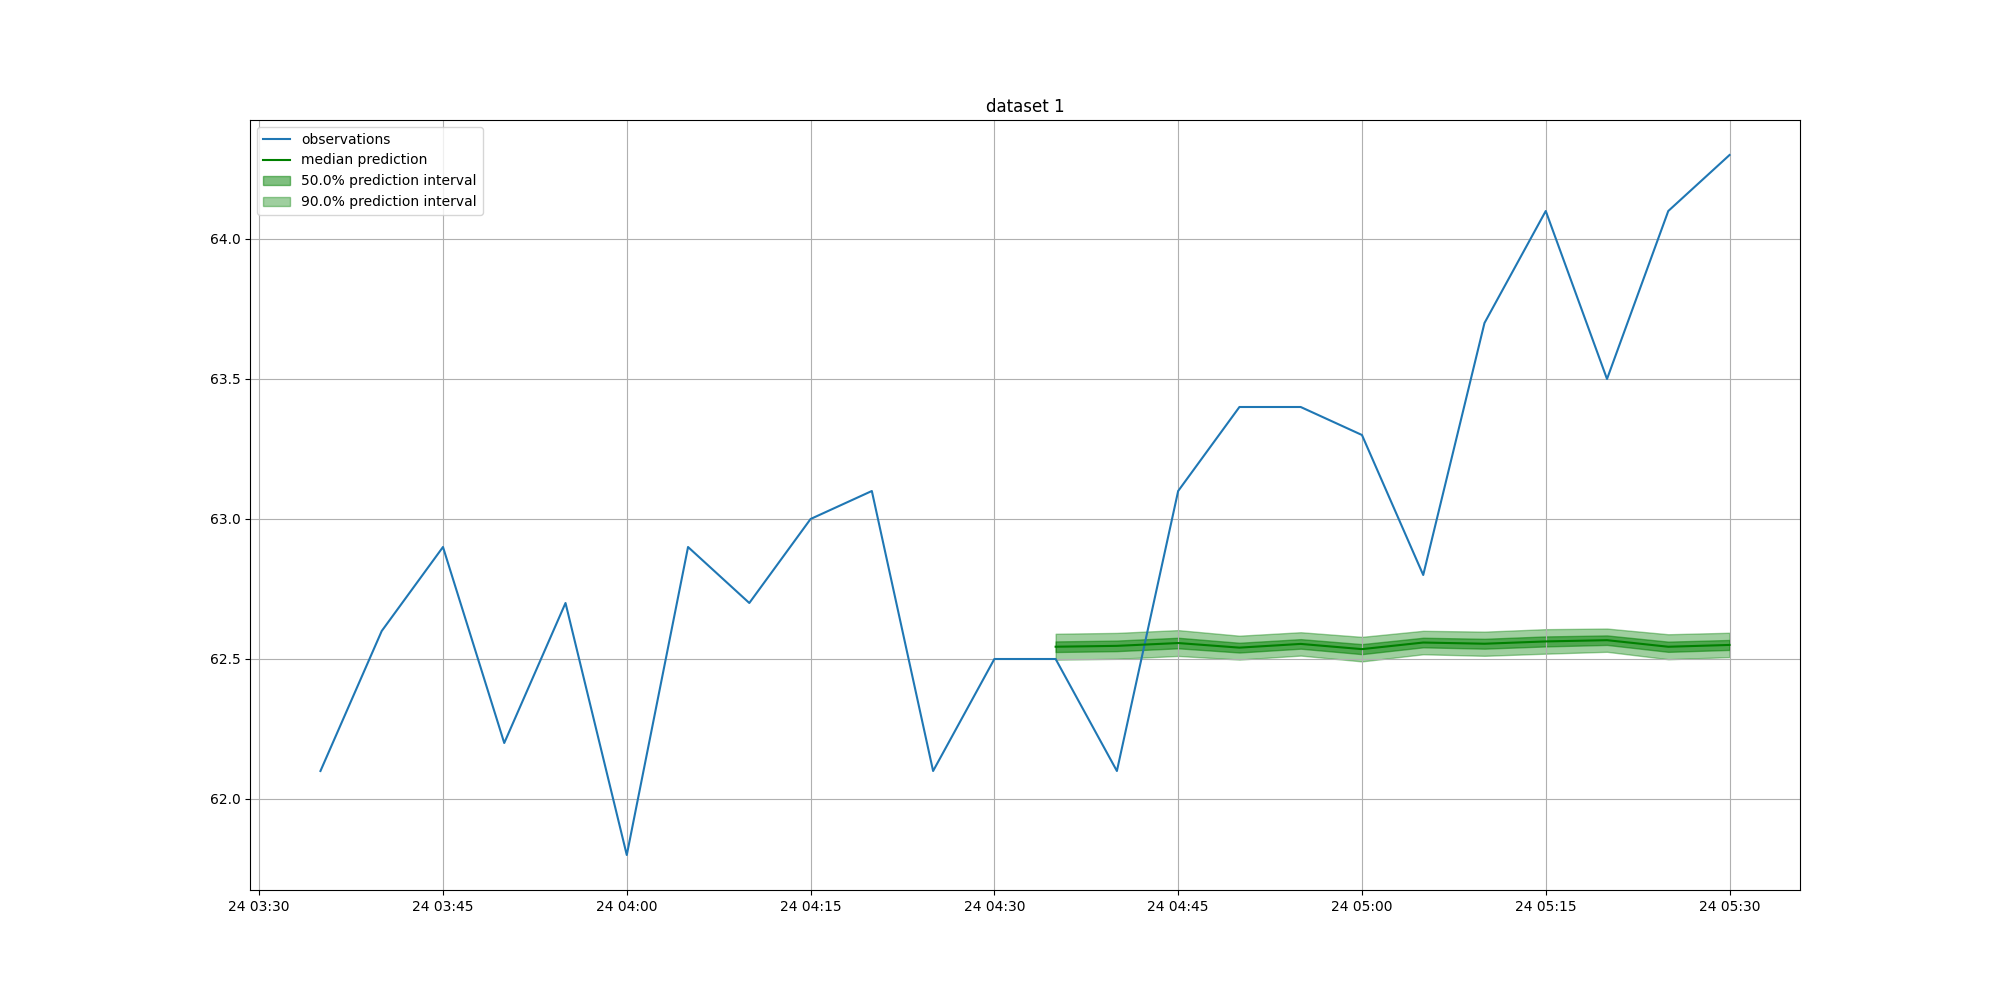 dataset 1
observations
median prediction
50.0% prediction interval
90.0% prediction interval
64.0
63.5
63.0
62.5
62.0
24 03:30 24 03:45 24 04:00 24 04:15 24 04:30 24 04:45 24 05:00 24 05:15 24 05:30